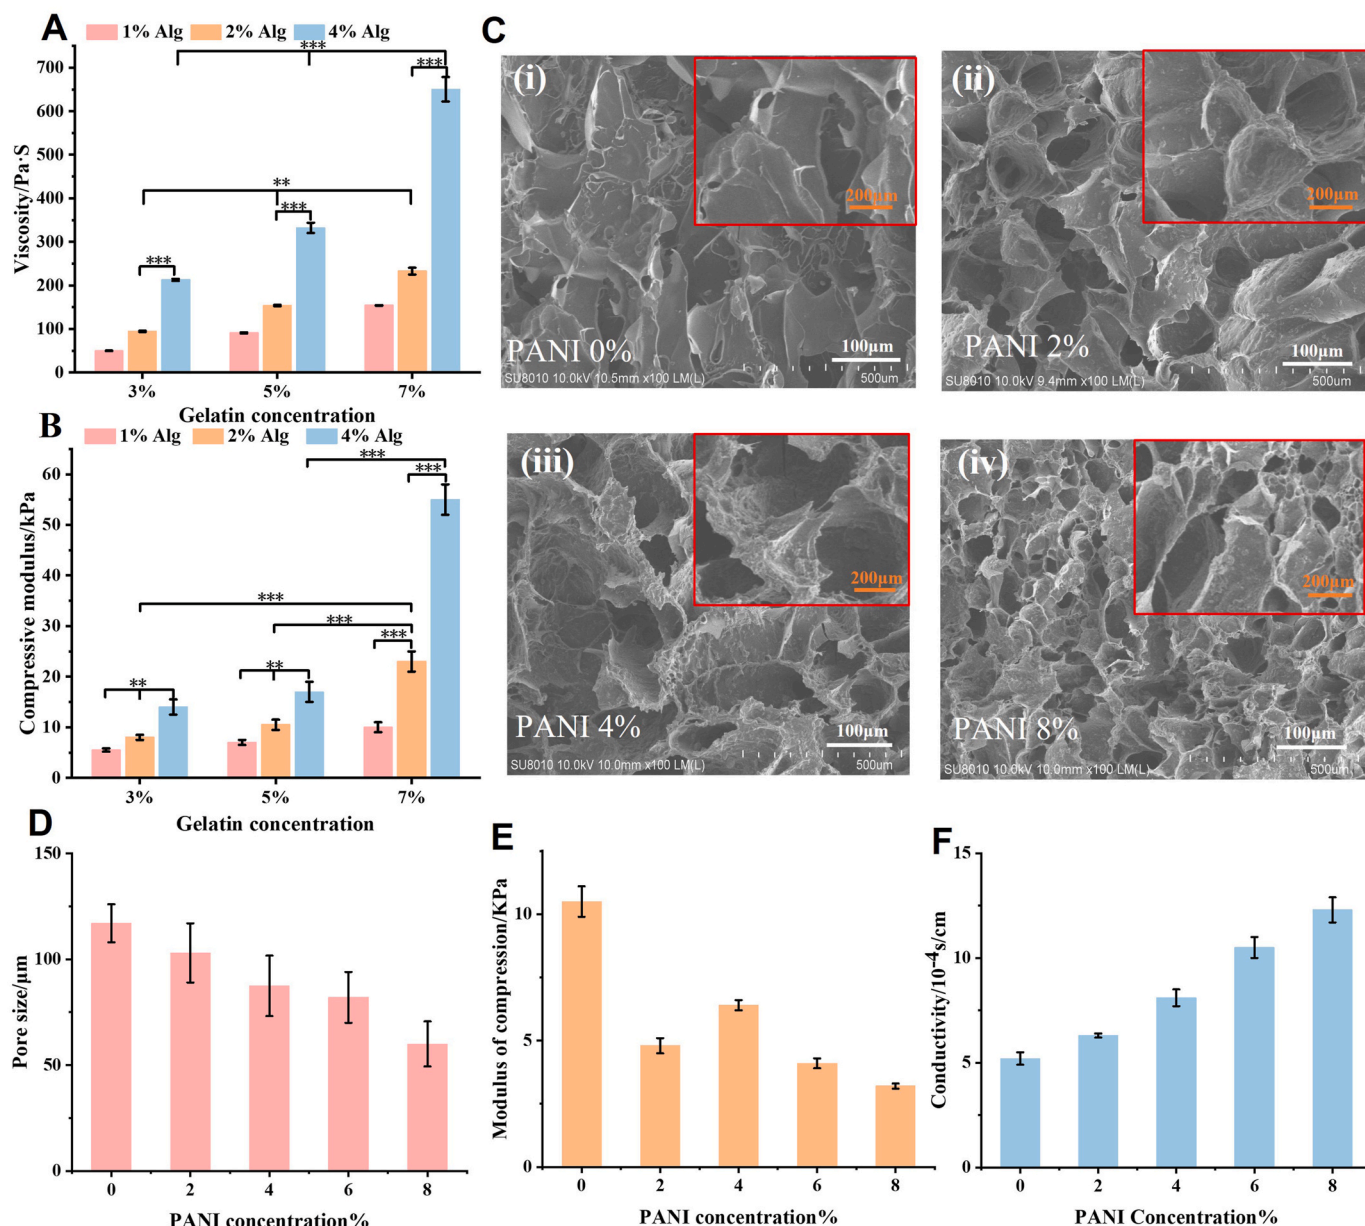 A
1% Alg 2% Alg 4% Alg
***
***
**
***
***
700
600
500
400
300
200
100
0
Viscosity/Pa·S
3% 5% 7%
Gelatin concentration
B
1% Alg 2% Alg 4% Alg
***
***
***
***
***
**
**
60
50
40
30
20
10
0
Compressive modulus/kPa
3% 5% 7%
Gelatin concentration
C
(i)
200μm
PANI 0%
100μm
SU8010 10.0kV 10.5mm x100 LM(L)
500um
(ii)
200μm
PANI 2%
100μm
SU8010 10.0kV 9.4mm x100 LM(L)
500um
(iii)
200μm
PANI 4%
100μm
SU8010 10.0kV 10.0mm x100 LM(L)
500um
(iv)
200μm
PANI 8%
100μm
SU8010 10.0kV 10.0mm x100 LM(L)
500um
D
150
100
50
0
Pore size/μm
0 2 4 6 8
PANI concentration%
E
10
5
0
Modulus of compression/KPa
0 2 4 6 8
PANI concentration%
F
15
10
5
0
Conductivity/10-4s/cm
0 2 4 6 8
PANI Concentration%